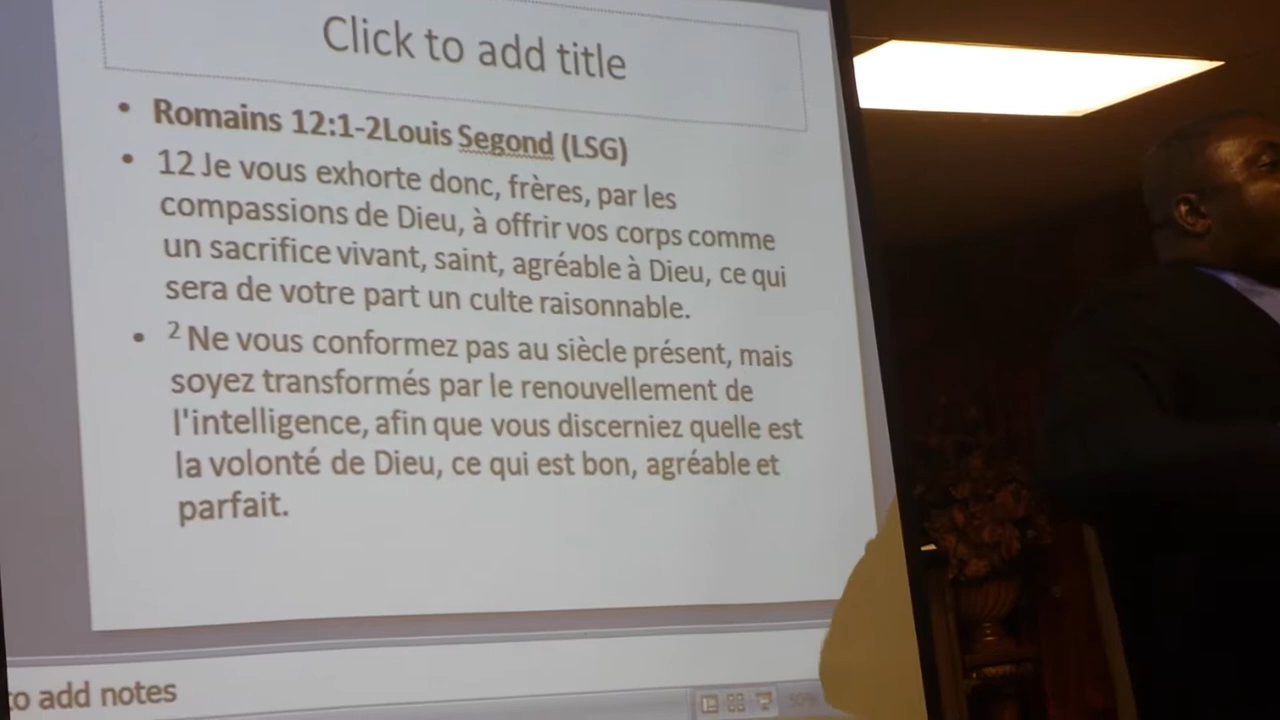 Click to add title
• Romains 12:1-2Louis Segond (LSG)
• 12 Je vous exhorte donc, frères, par les
compassions de Dieu, à offrir vos corps comme
un sacrifice vivant, saint, agréable à Dieu, ce qui
sera de votre part un culte raisonnable.
• 2 Ne vous conformez pas au siècle présent, mais
soyez transformés par le renouvellement de
l'intelligence, afin que vous discerniez quelle est
la volonté de Dieu, ce qui est bon, agréable et
parfait.
to add notes